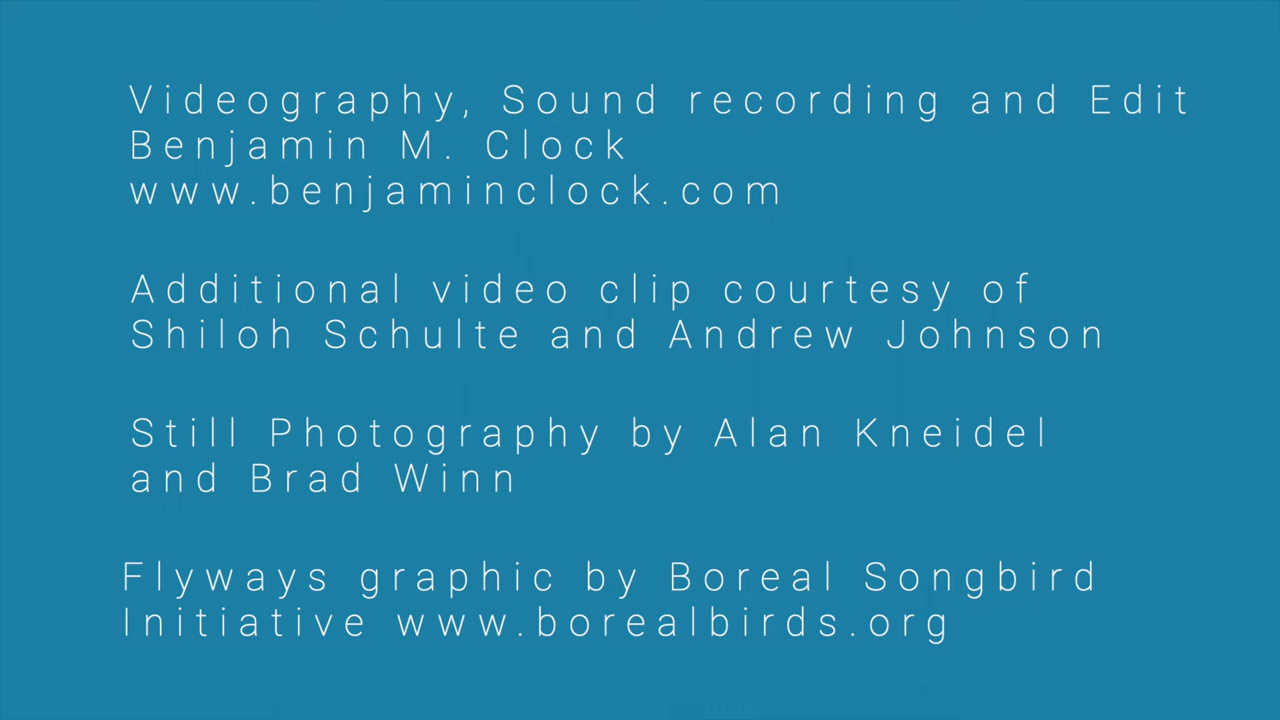 Videography, Sound recording and Edit
Benjamin M. Clock
www.benjaminclock.com
Additional video clip courtesy of
Shiloh Schulte and Andrew Johnson
Still Photography by Alan Kneidel
and Brad Winn
Flyways graphic by Boreal Songbird
Initiative www.borealbirds.org